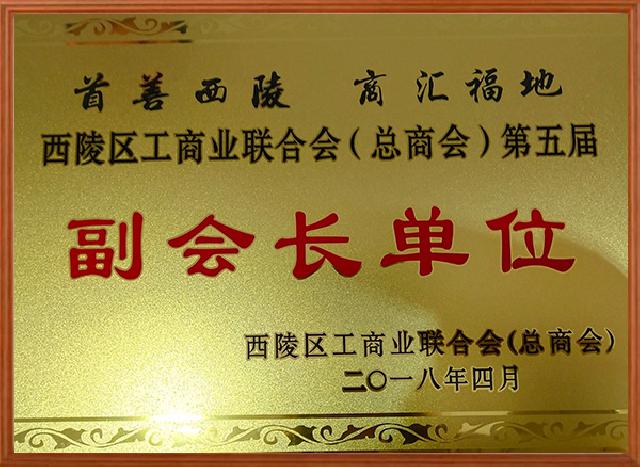 首善西陵 商汇福地
西陵区工商业联合会(总商会)第五届
副会长单位
西陵区工商业联合会(总商会)
二〇一八年四月